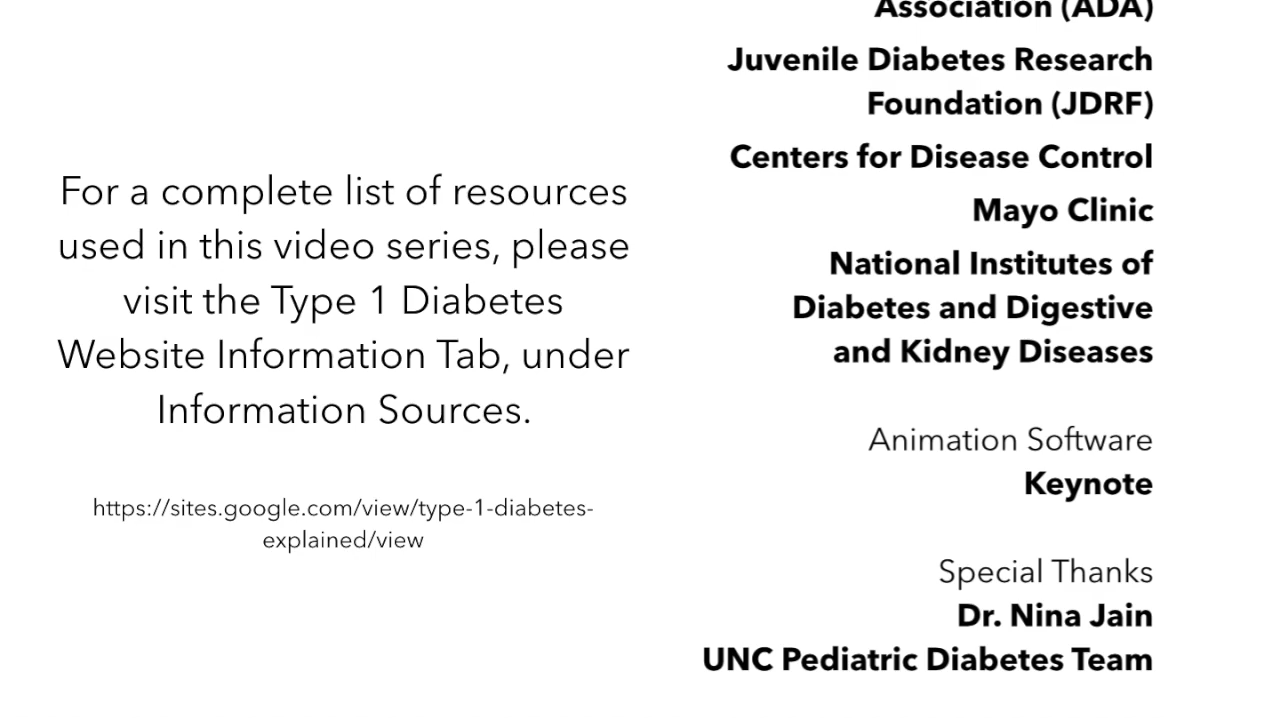 For a complete list of resources
used in this video series, please
visit the Type 1 Diabetes
Website Information Tab, under
Information Sources.
https://sites.google.com/view/type-1-diabetes-
explained/view
Association (ADA)
Juvenile Diabetes Research
Foundation (JDRF)
Centers for Disease Control
Mayo Clinic
National Institutes of
Diabetes and Digestive
and Kidney Diseases
Animation Software
Keynote
Special Thanks
Dr. Nina Jain
UNC Pediatric Diabetes Team